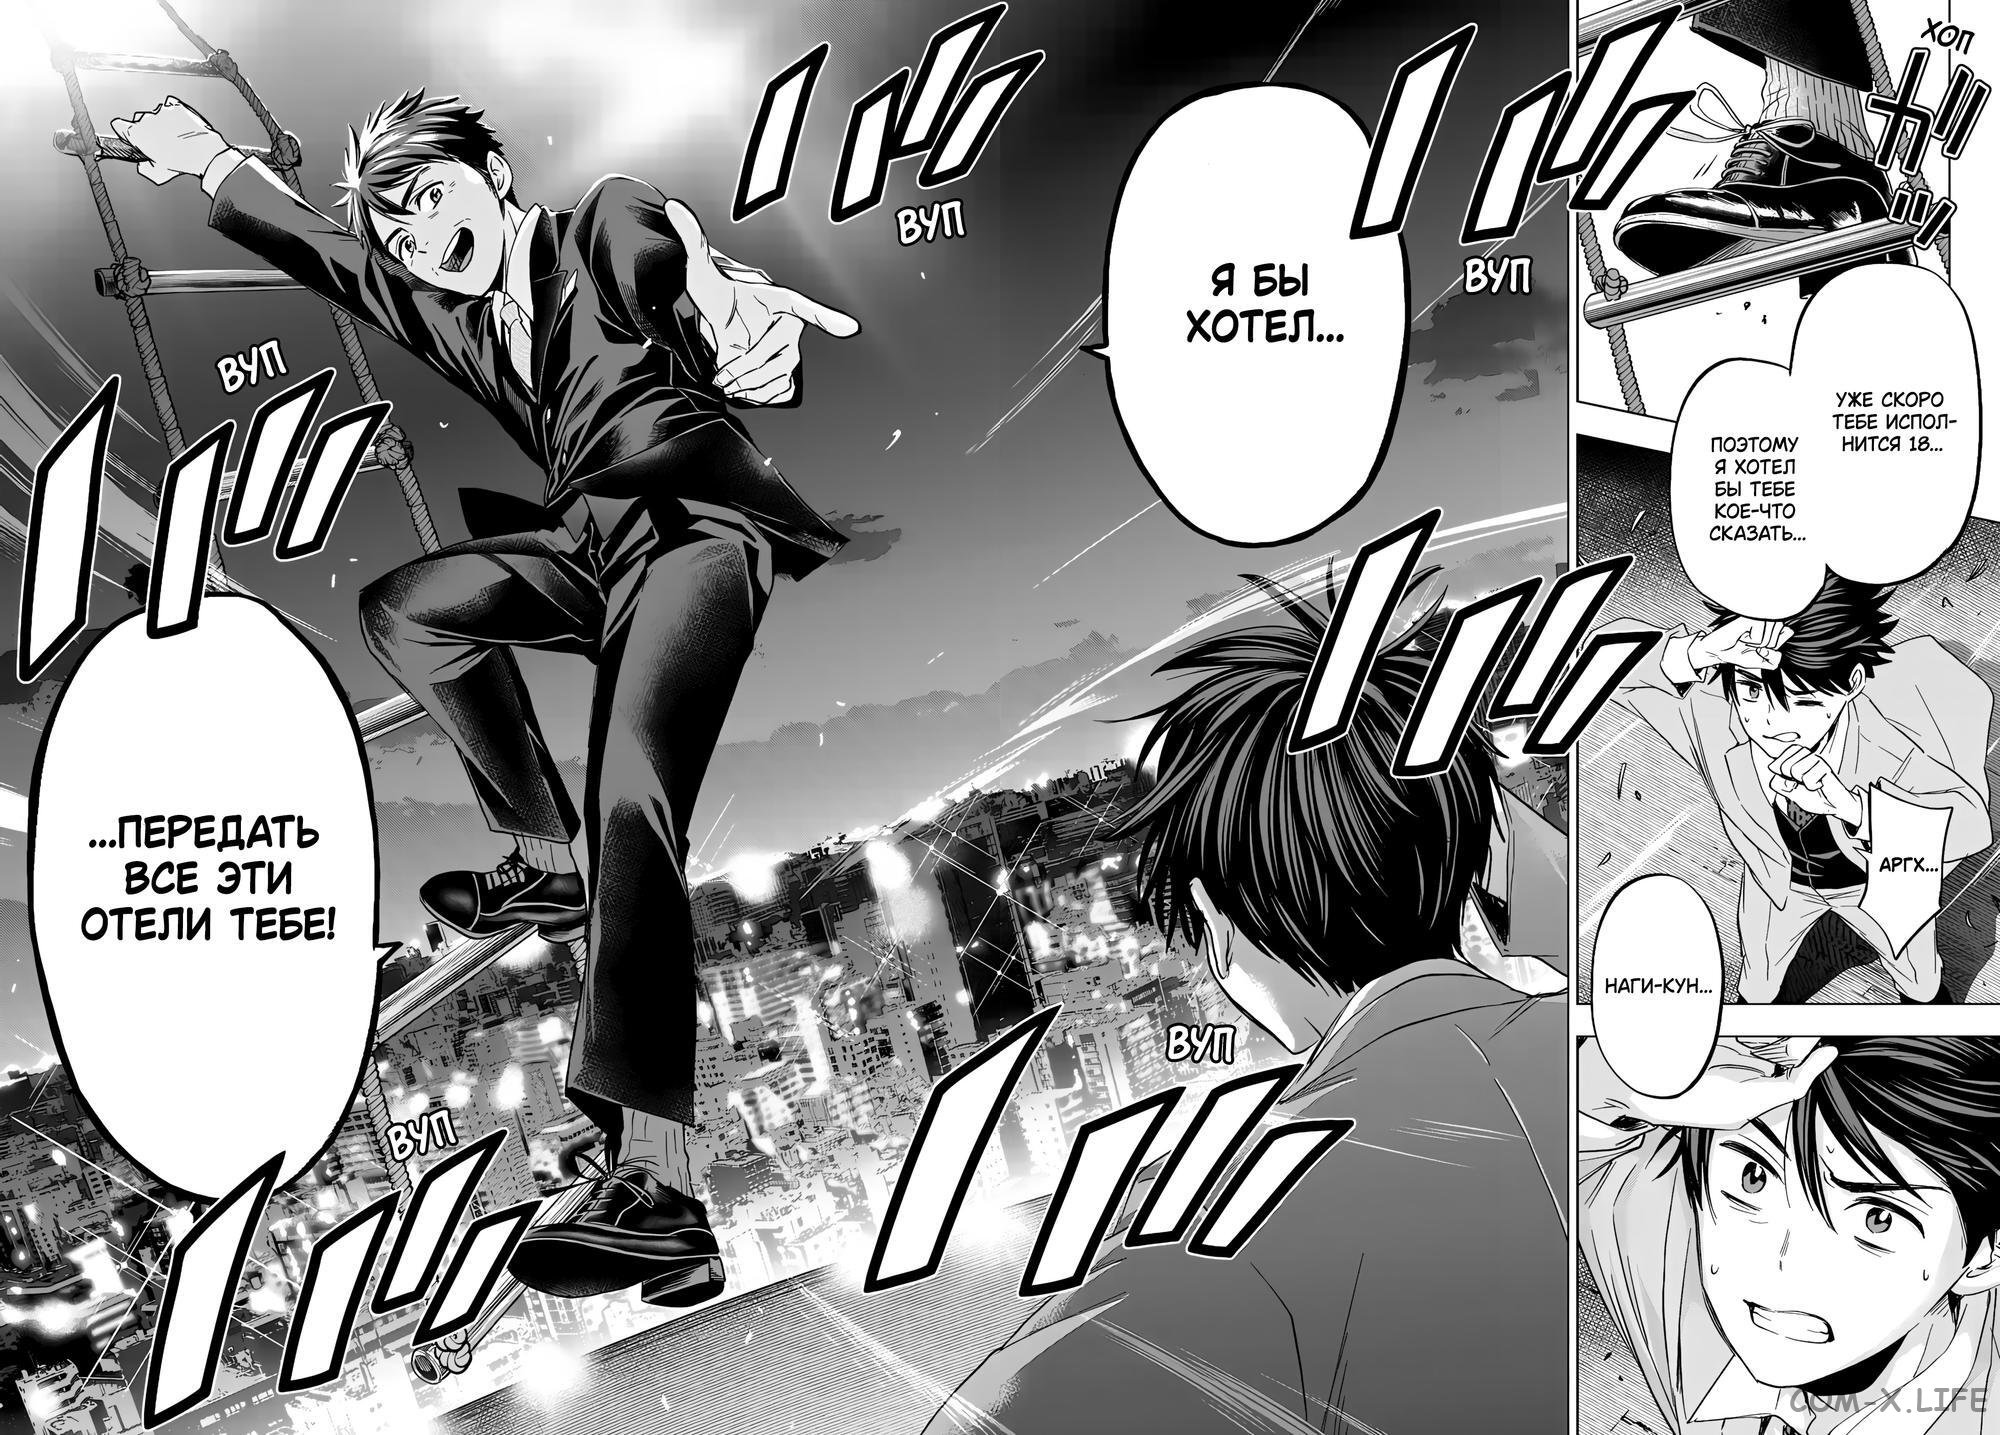 ХОП
УЖЕ СКОРО
ТЕБЕ ИСПОЛ-
НИТСЯ 18...
ПОЭТОМУ
Я ХОТЕЛ
БЫ ТЕБЕ
КОЕ-ЧТО
СКАЗАТЬ...
АРГХ...
НАГИ-КУН...
ВУП
Я БЫ
ХОТЕЛ...
ВУП
ВУП
...ПЕРЕДАТЬ
ВСЕ ЭТИ
ОТЕЛИ ТЕБЕ!
ВУП
ВУП
COM-X.LIFE